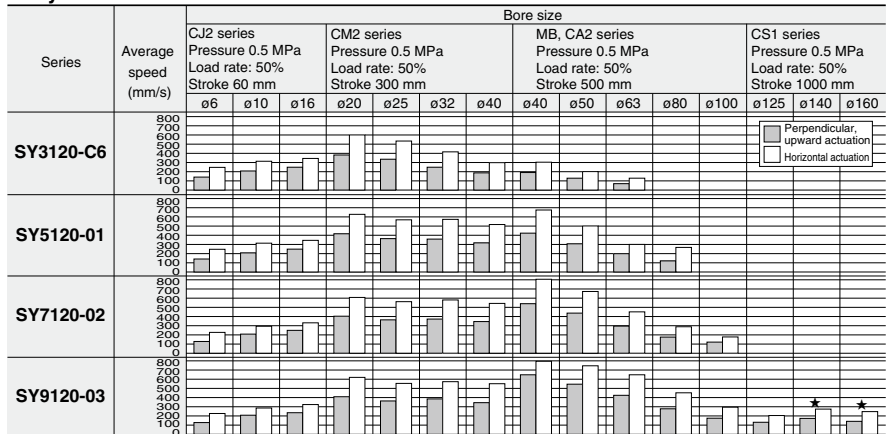 Bore size
Series
Average
speed
(mm/s)
CJ2 series
Pressure 0.5 MPa
Load rate: 50%
Stroke 60 mm
CM2 series
Pressure 0.5 MPa
Load rate: 50%
Stroke 300 mm
MB, CA2 series
Pressure 0.5 MPa
Load rate: 50%
Stroke 500 mm
CS1 series
Pressure 0.5 MPa
Load rate: 50%
Stroke 1000 mm
ø6 ø10 ø16 ø20 ø25 ø32 ø40 ø40 ø50 ø63 ø80 ø100 ø125 ø140 ø160
SY3120-C6
800
700
600
500
400
300
200
100
0
Perpendicular,
upward actuation
Horizontal actuation
SY5120-01
800
700
600
500
400
300
200
100
0
SY7120-02
800
700
600
500
400
300
200
100
0
SY9120-03
800
700
600
500
400
300
200
100
0
★ ★